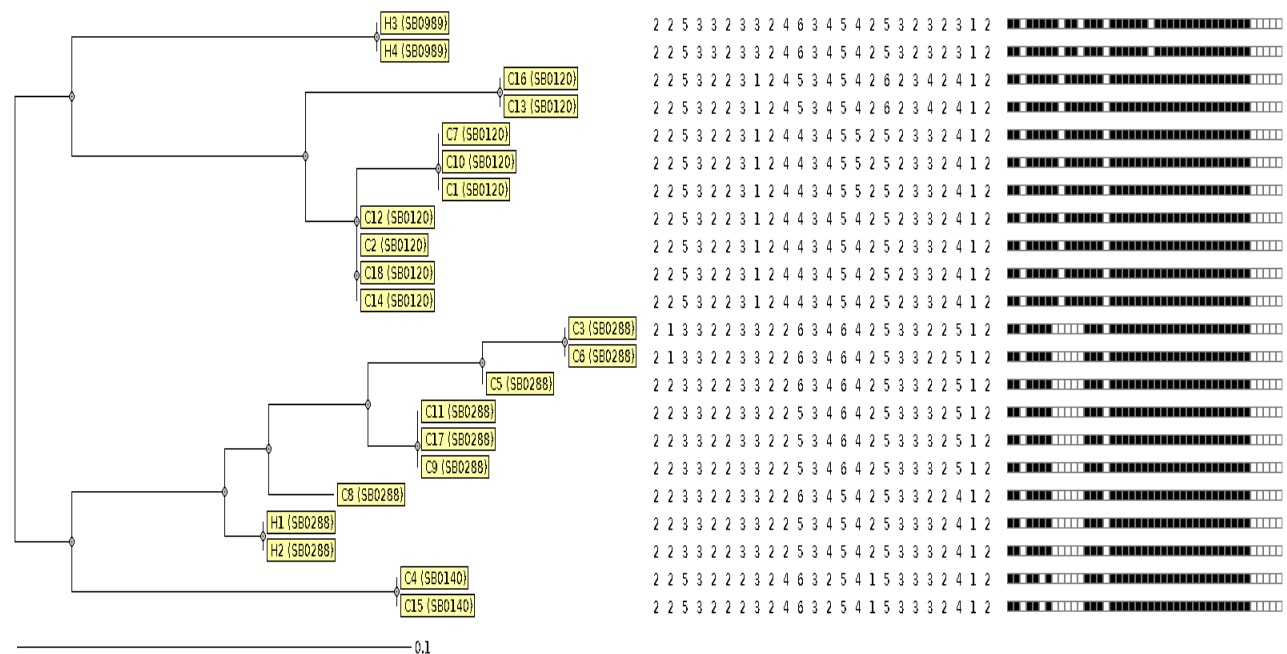 H3 (SB0989) 2 2 5 3 3 2 3 3 2 4 6 3 4 5 4 2 5 3 3 3 2 3 1 2
H4 (SB0989) 2 2 5 3 3 2 3 3 2 4 6 3 4 5 4 2 5 3 3 3 2 3 1 2
C16 (SB0120) 2 2 5 3 2 2 3 1 2 4 5 3 4 5 4 2 6 2 3 4 2 4 1 2
C13 (SB0120) 2 2 5 3 2 2 3 1 2 4 5 3 4 5 4 2 6 2 3 4 2 4 1 2
C7 (SB0120) 2 2 5 3 2 2 3 1 2 4 4 3 4 5 5 2 5 2 3 3 2 4 1 2
C10 (SB0120) 2 2 5 3 2 2 3 1 2 4 4 3 4 5 5 2 5 2 3 3 2 4 1 2
C1 (SB0120) 2 2 5 3 2 2 3 1 2 4 4 3 4 5 5 2 5 2 3 3 2 4 1 2
C12 (SB0120) 2 2 5 3 2 2 3 1 2 4 4 3 4 5 4 2 5 2 3 3 2 4 1 2
C2 (SB0120) 2 2 5 3 2 2 3 1 2 4 4 3 4 5 4 2 5 2 3 3 2 4 1 2
C18 (SB0120) 2 2 5 3 2 2 3 1 2 4 4 3 4 5 4 2 5 2 3 3 2 4 1 2
C14 (SB0120) 2 2 5 3 2 2 3 1 2 4 4 3 4 5 4 2 5 2 3 3 2 4 1 2
C3 (SB0288) 2 1 3 3 2 2 3 3 2 2 6 3 4 6 4 2 5 3 3 2 2 5 1 2
C6 (SB0288) 2 1 3 3 2 2 3 3 2 2 6 3 4 6 4 2 5 3 3 2 2 5 1 2
C5 (SB0288) 2 2 3 3 2 2 3 3 2 2 6 3 4 6 4 2 5 3 3 2 2 5 1 2
C11 (SB0288) 2 2 3 3 2 2 3 3 2 2 5 3 4 6 4 2 5 3 3 3 2 5 1 2
C17 (SB0288) 2 2 3 3 2 2 3 3 2 2 5 3 4 6 4 2 5 3 3 3 2 5 1 2
C9 (SB0288) 2 2 3 3 2 2 3 3 2 2 5 3 4 6 4 2 5 3 3 3 2 5 1 2
C8 (SB0288) 2 2 3 3 2 2 3 3 2 2 6 3 4 5 4 2 5 3 3 2 2 4 1 2
H1 (SB0288) 2 2 3 3 2 2 3 3 2 2 5 3 4 5 4 2 5 3 3 3 2 4 1 2
H2 (SB0288) 2 2 3 3 2 2 3 3 2 2 5 3 4 5 4 2 5 3 3 3 2 4 1 2
C4 (SB0140) 2 2 5 3 2 2 2 3 2 4 6 3 2 5 4 1 5 3 3 3 2 4 1 2
C15 (SB0140) 2 2 5 3 2 2 2 3 2 4 6 3 2 5 4 1 5 3 3 3 2 4 1 2
0.1